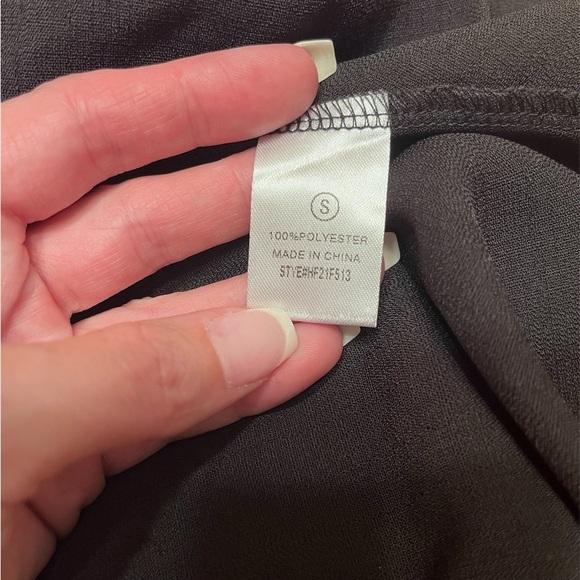 S
100%POLYESTER
MADE IN CHINA
STYE#HF21F513